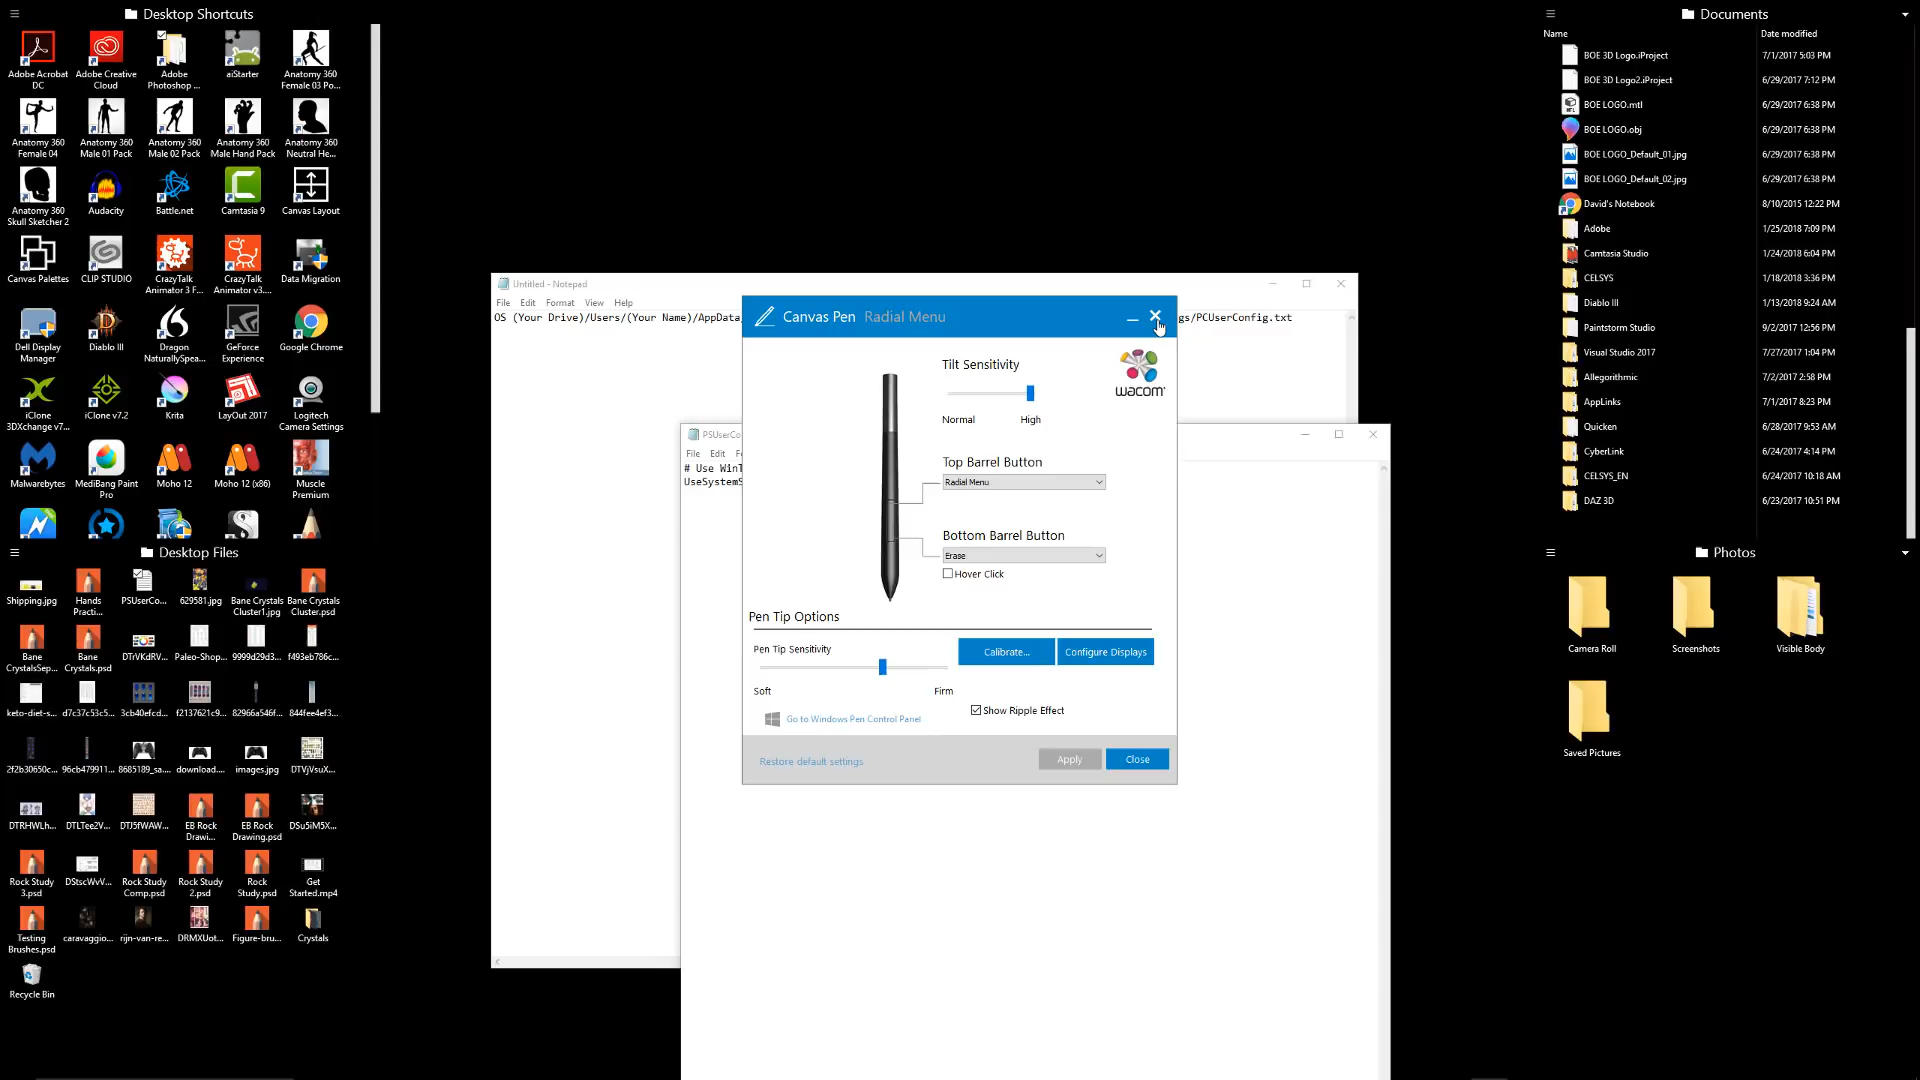 Desktop Shortcuts
Adobe Acrobat DC
Adobe Creative Cloud
Adobe Photoshop ...
aiStarter
Anatomy 360 Female 03 Po...
Anatomy 360 Female 04
Anatomy 360 Male 01 Pack
Anatomy 360 Male 02 Pack
Anatomy 360 Male Hand Pack
Anatomy 360 Neutral He...
Anatomy 360 Skull Sketcher 2
Audacity
Battle.net
Camtasia 9
Canvas Layout
Canvas Palettes
CLIP STUDIO
CrazyTalk Animator 3 F...
CrazyTalk Animator v3....
Data Migration
Dell Display Manager
Diablo III
Dragon NaturallySpea...
GeForce Experience
Google Chrome
iClone 3DXchange v7...
iClone v7.2
Krita
LayOut 2017
Logitech Camera Settings
Malwarebytes
MediBang Paint Pro
Moho 12
Moho 12 (x86)
Muscle Premium
Desktop Files
Shipping.jpg
Hands Practi...
PSUserCo...
629581.jpg
Bane Crystals Cluster1.jpg
Bane Crystals Cluster.psd
Bane CrystalsSep...
Bane Crystals.psd
DTrVKdRV...
Paleo-Shop...
9999d29d3...
f493eb786c...
keto-diet-s...
d7c37c53c5...
3cb40efcd...
f2137621c9...
82966a546f...
844fee4ef3...
2f2b30650c...
96cb479911...
8685189_sa...
download....
images.jpg
DTVjVsuX...
DTRHWLh...
DTLTee2V...
DTJ5fWAW...
EB Rock Drawi...
EB Rock Drawing.psd
DSu5iM5X...
Rock Study 3.psd
DStscWvV...
Rock Study Comp.psd
Rock Study 2.psd
Rock Study.psd
Get Started.mp4
Testing Brushes.psd
caravaggio...
rijn-van-re...
DRMXUot...
Figure-bru...
Crystals
Recycle Bin
Untitled - Notepad
File Edit Format View Help
OS (Your Drive)/Users/(Your Name)/AppData
gs/PCUserConfig.txt
PSUserCo
File Edit
# Use WinT
UseSystemS
Canvas Pen Radial Menu
Tilt Sensitivity
wacom
Normal High
Top Barrel Button
Radial Menu
Bottom Barrel Button
Erase
Hover Click
Pen Tip Options
Pen Tip Sensitivity
Calibrate...
Configure Displays
Soft Firm
Show Ripple Effect
Go to Windows Pen Control Panel
Restore default settings
Apply
Close
Documents
Name Date modified
BOE 3D Logo.iProject 7/1/2017 5:03 PM
BOE 3D Logo2.iProject 6/29/2017 7:12 PM
BOE LOGO.mtl 6/29/2017 6:38 PM
BOE LOGO.obj 6/29/2017 6:38 PM
BOE LOGO_Default_01.jpg 6/29/2017 6:38 PM
BOE LOGO_Default_02.jpg 6/29/2017 6:38 PM
David's Notebook 8/10/2015 12:22 PM
Adobe 1/25/2018 7:09 PM
Camtasia Studio 1/24/2018 6:04 PM
CELSYS 1/18/2018 3:36 PM
Diablo III 1/13/2018 9:24 AM
Paintstorm Studio 9/2/2017 12:56 PM
Visual Studio 2017 7/27/2017 1:04 PM
Allegorithmic 7/2/2017 2:58 PM
AppLinks 7/1/2017 8:23 PM
Quicken 6/28/2017 9:53 AM
CyberLink 6/24/2017 4:14 PM
CELSYS_EN 6/24/2017 10:18 AM
DAZ 3D 6/23/2017 10:51 PM
Photos
Camera Roll
Screenshots
Visible Body
Saved Pictures